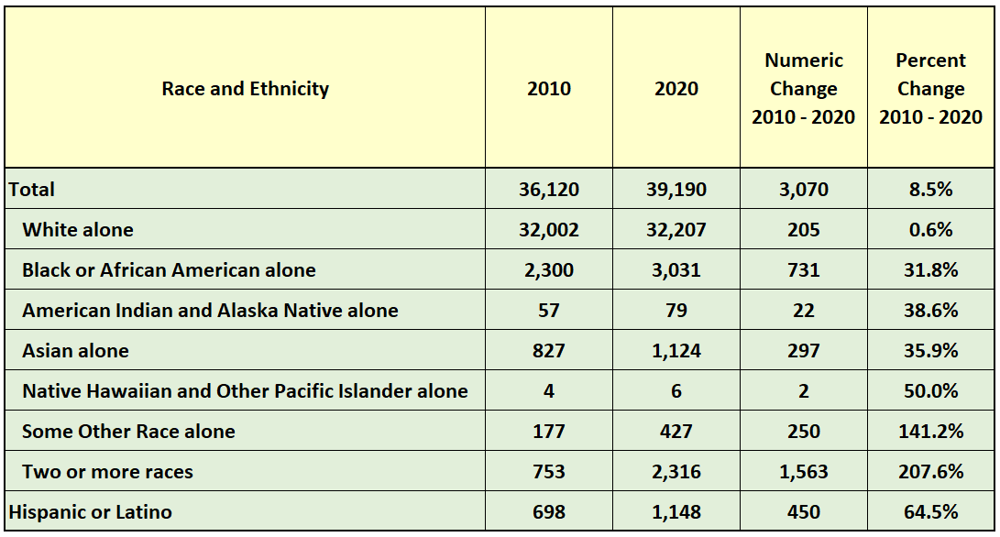 Race and Ethnicity 2010 2020 Numeric Change 2010 - 2020 Percent Change 2010 - 2020
Total 36,120 39,190 3,070 8.5%
White alone 32,002 32,207 205 0.6%
Black or African American alone 2,300 3,031 731 31.8%
American Indian and Alaska Native alone 57 79 22 38.6%
Asian alone 827 1,124 297 35.9%
Native Hawaiian and Other Pacific Islander alone 4 6 2 50.0%
Some Other Race alone 177 427 250 141.2%
Two or more races 753 2,316 1,563 207.6%
Hispanic or Latino 698 1,148 450 64.5%